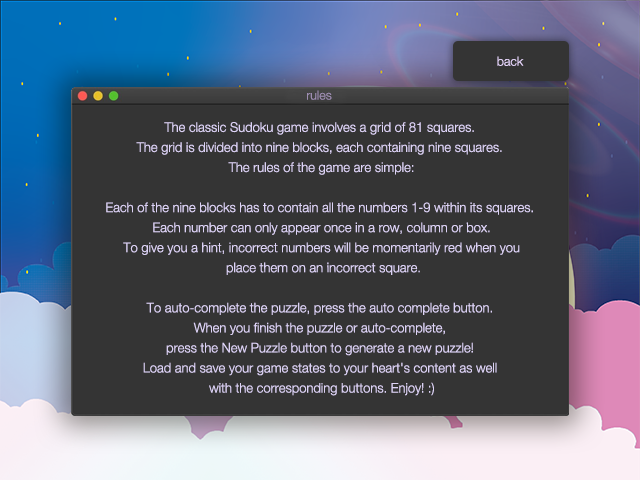 back
rules
The classic Sudoku game involves a grid of 81 squares.
The grid is divided into nine blocks, each containing nine squares.
The rules of the game are simple:
Each of the nine blocks has to contain all the numbers 1-9 within its squares.
Each number can only appear once in a row, column or box.
To give you a hint, incorrect numbers will be momentarily red when you
place them on an incorrect square.
To auto-complete the puzzle, press the auto complete button.
When you finish the puzzle or auto-complete,
press the New Puzzle button to generate a new puzzle!
Load and save your game states to your heart's content as well
with the corresponding buttons. Enjoy! :)